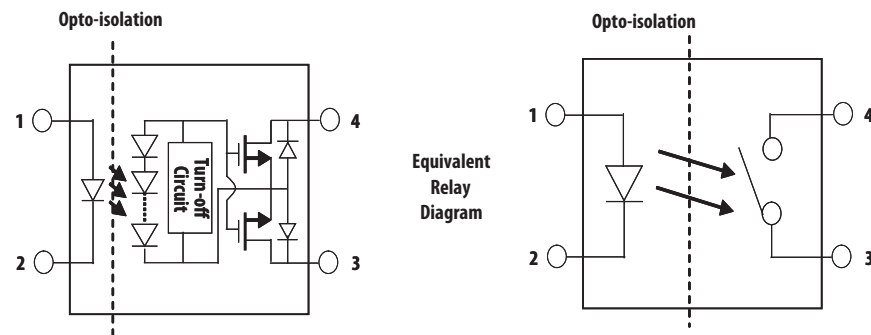 Opto-isolation
1
2
Turn-off
Circuit
4
3
Equivalent
Relay
Diagram
Opto-isolation
1
2
4
3